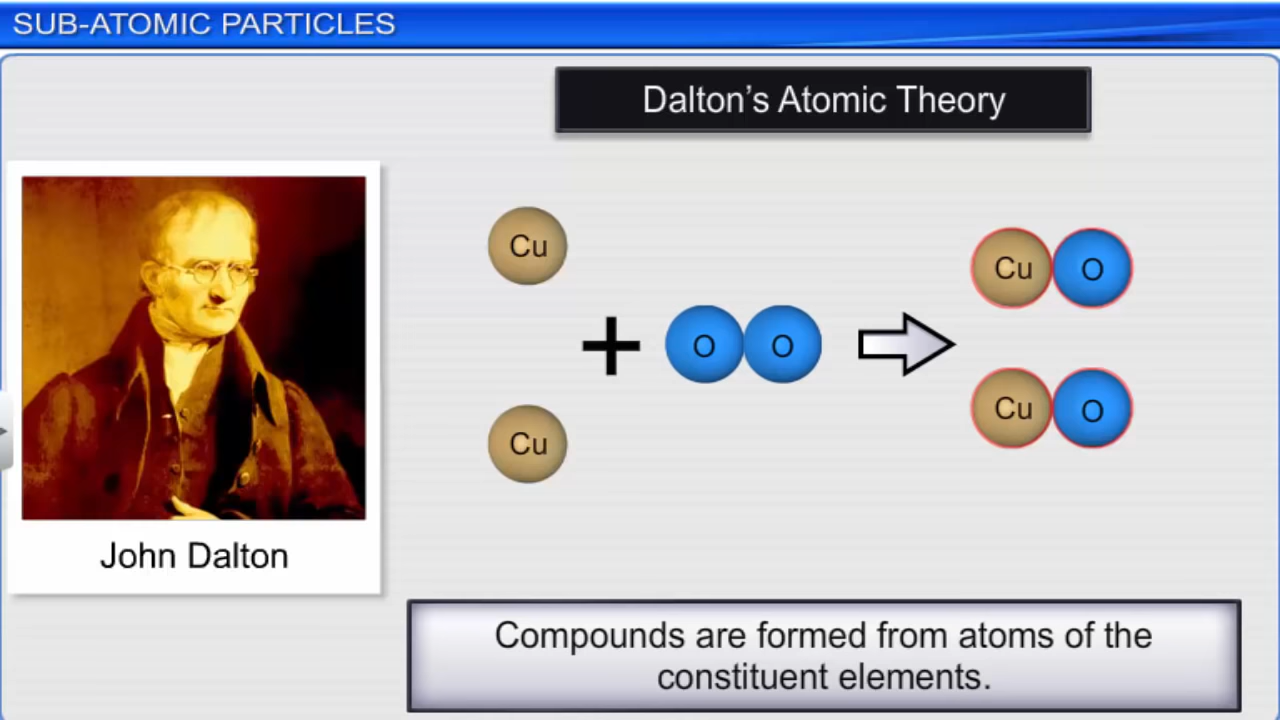 SUB-ATOMIC PARTICLES
Dalton’s Atomic Theory
Cu
Cu
O O
Cu O
Cu O
John Dalton
Compounds are formed from atoms of the
constituent elements.